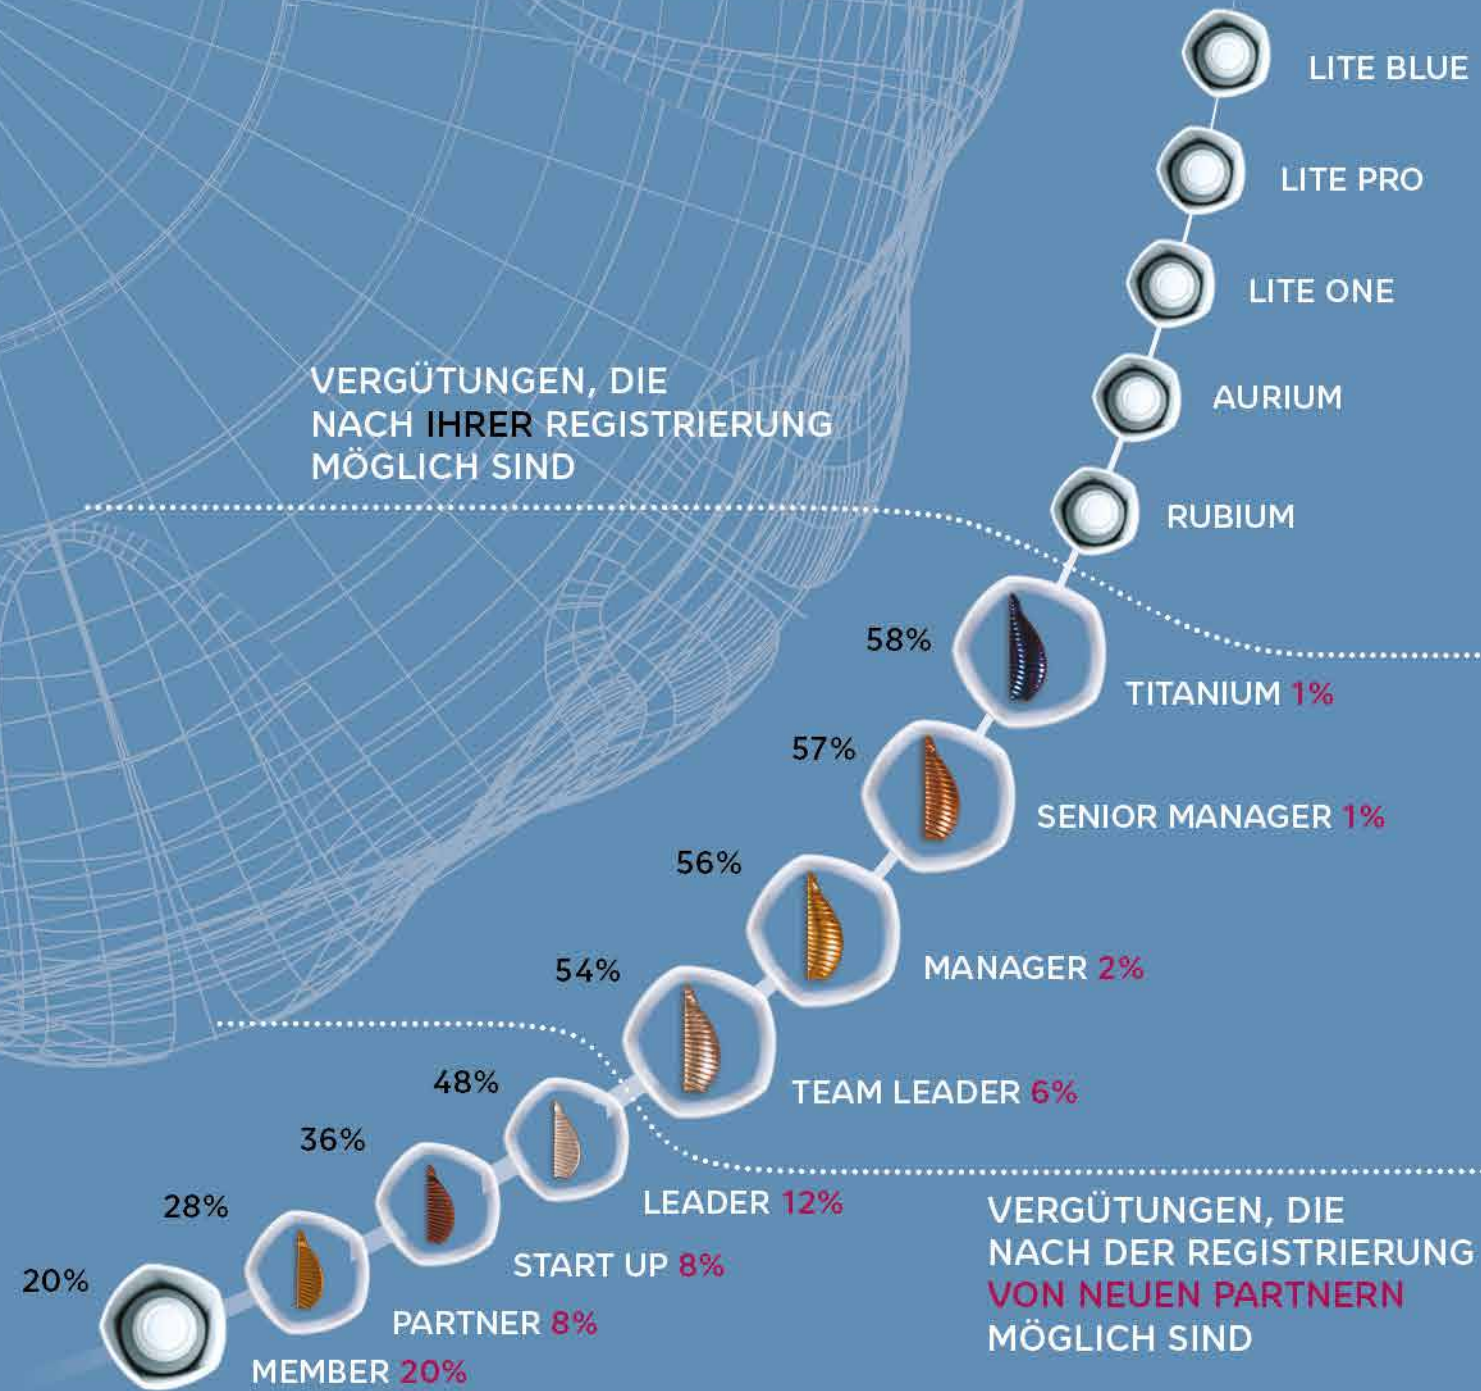 LITE BLUE
LITE PRO
LITE ONE
AURIUM
RUBIUM
VERGÜTUNGEN, DIE
NACH IHRER REGISTRIERUNG
MÖGLICH SIND
58%
TITANIUM 1%
57%
SENIOR MANAGER 1%
56%
MANAGER 2%
54%
TEAM LEADER 6%
48%
LEADER 12%
36%
START UP 8%
28%
PARTNER 8%
20%
MEMBER 20%
VERGÜTUNGEN, DIE
NACH DER REGISTRIERUNG
VON NEUEN PARTNERN
MÖGLICH SIND